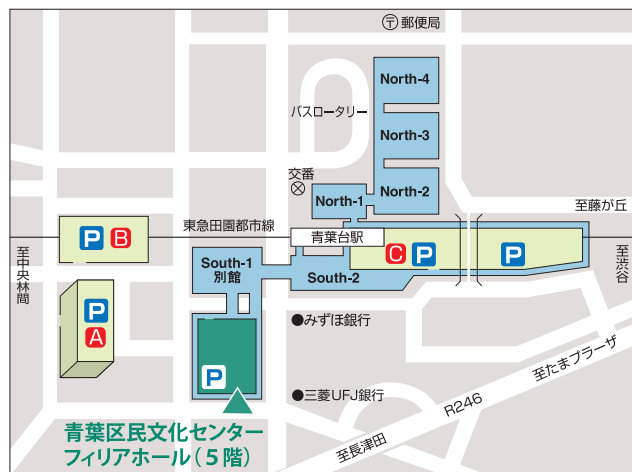 〒郵便局
North-4
バスロータリー
North-3
交番
North-1
North-2
至藤が丘
東急田園都市線
青葉台駅
P B
C P
P
至中央林間
至渋谷
South-1
別館
South-2
P
A
みずほ銀行
至たまプラーザ
P
三菱UFJ銀行
R246
至長津田
青葉区民文化センター
フィリアホール（5階）